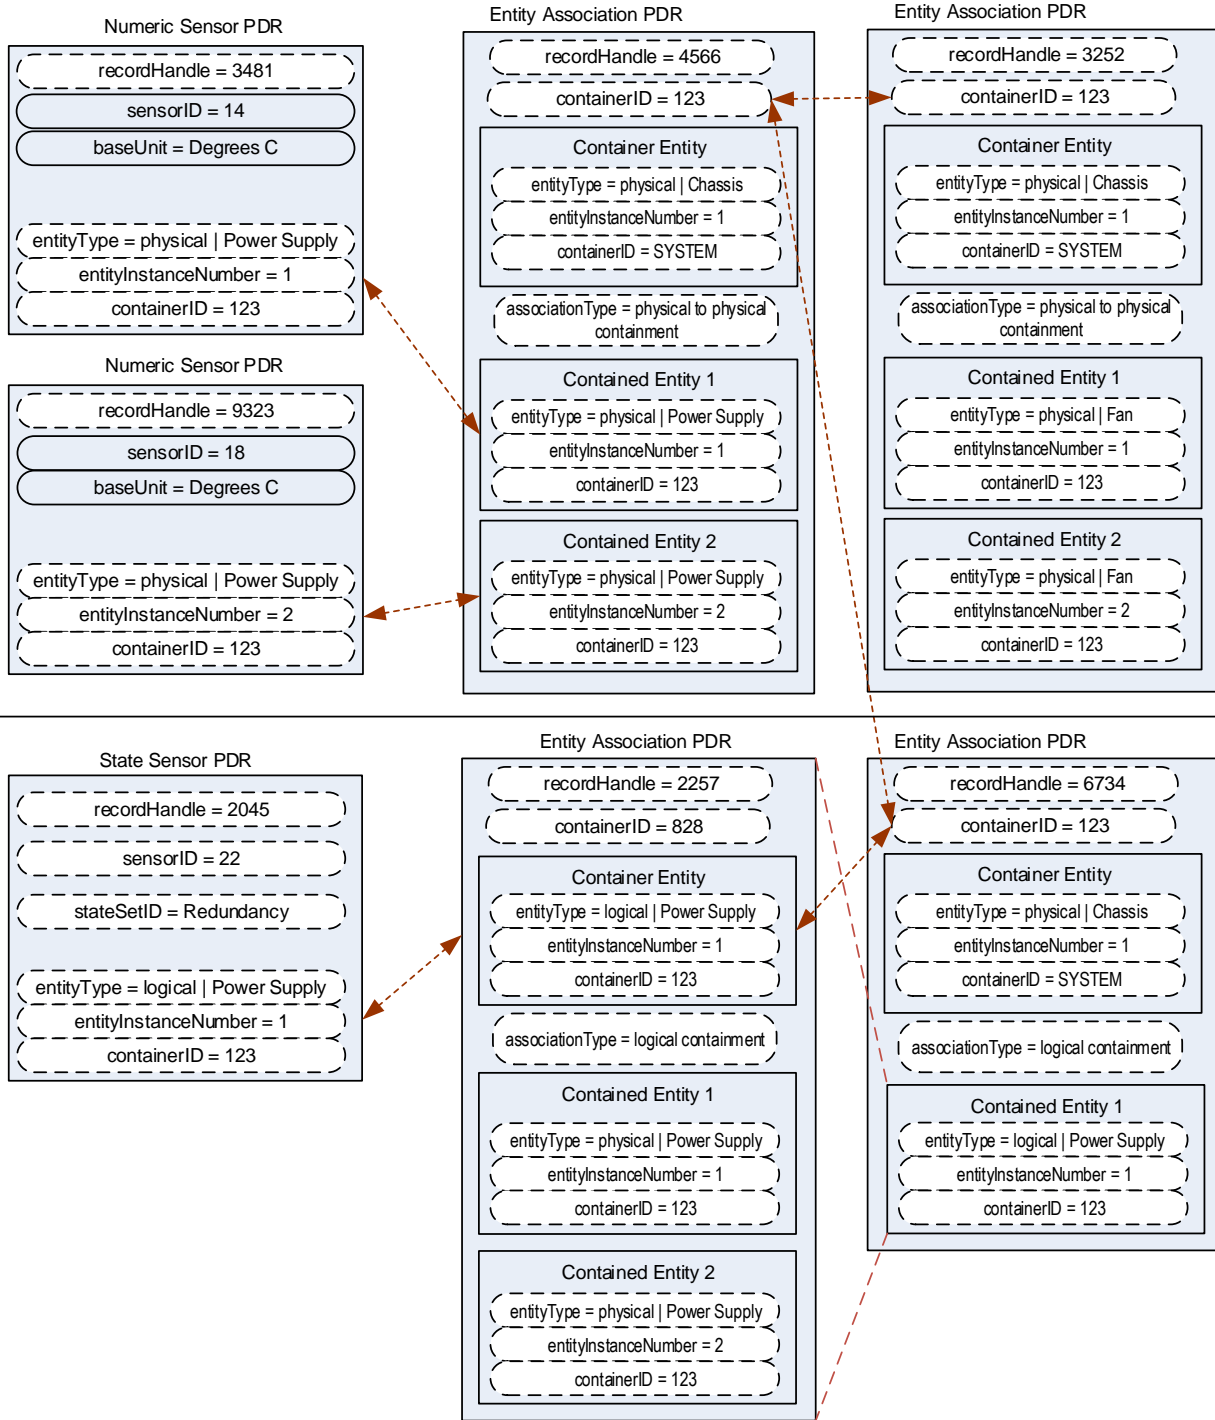 Numeric Sensor PDR
recordHandle = 3481
sensorID = 14
baseUnit = Degrees C
entityType = physical | Power Supply
entityInstanceNumber = 1
containerID = 123
Numeric Sensor PDR
recordHandle = 9323
sensorID = 18
baseUnit = Degrees C
entityType = physical | Power Supply
entityInstanceNumber = 2
containerID = 123
Entity Association PDR
recordHandle = 4566
containerID = 123
Container Entity
entityType = physical | Chassis
entityInstanceNumber = 1
containerID = SYSTEM
associationType = physical to physical
containment
Contained Entity 1
entityType = physical | Power Supply
entityInstanceNumber = 1
containerID = 123
Contained Entity 2
entityType = physical | Power Supply
entityInstanceNumber = 2
containerID = 123
Entity Association PDR
recordHandle = 3252
containerID = 123
Container Entity
entityType = physical | Chassis
entityInstanceNumber = 1
containerID = SYSTEM
associationType = physical to physical
containment
Contained Entity 1
entityType = physical | Fan
entityInstanceNumber = 1
containerID = 123
Contained Entity 2
entityType = physical | Fan
entityInstanceNumber = 2
containerID = 123
State Sensor PDR
recordHandle = 2045
sensorID = 22
stateSetID = Redundancy
entityType = logical | Power Supply
entityInstanceNumber = 1
containerID = 123
Entity Association PDR
recordHandle = 2257
containerID = 828
Container Entity
entityType = logical | Power Supply
entityInstanceNumber = 1
containerID = 123
associationType = logical containment
Contained Entity 1
entityType = physical | Power Supply
entityInstanceNumber = 1
containerID = 123
Contained Entity 2
entityType = physical | Power Supply
entityInstanceNumber = 2
containerID = 123
Entity Association PDR
recordHandle = 6734
containerID = 123
Container Entity
entityType = physical | Chassis
entityInstanceNumber = 1
containerID = SYSTEM
associationType = logical containment
Contained Entity 1
entityType = logical | Power Supply
entityInstanceNumber = 1
containerID = 123